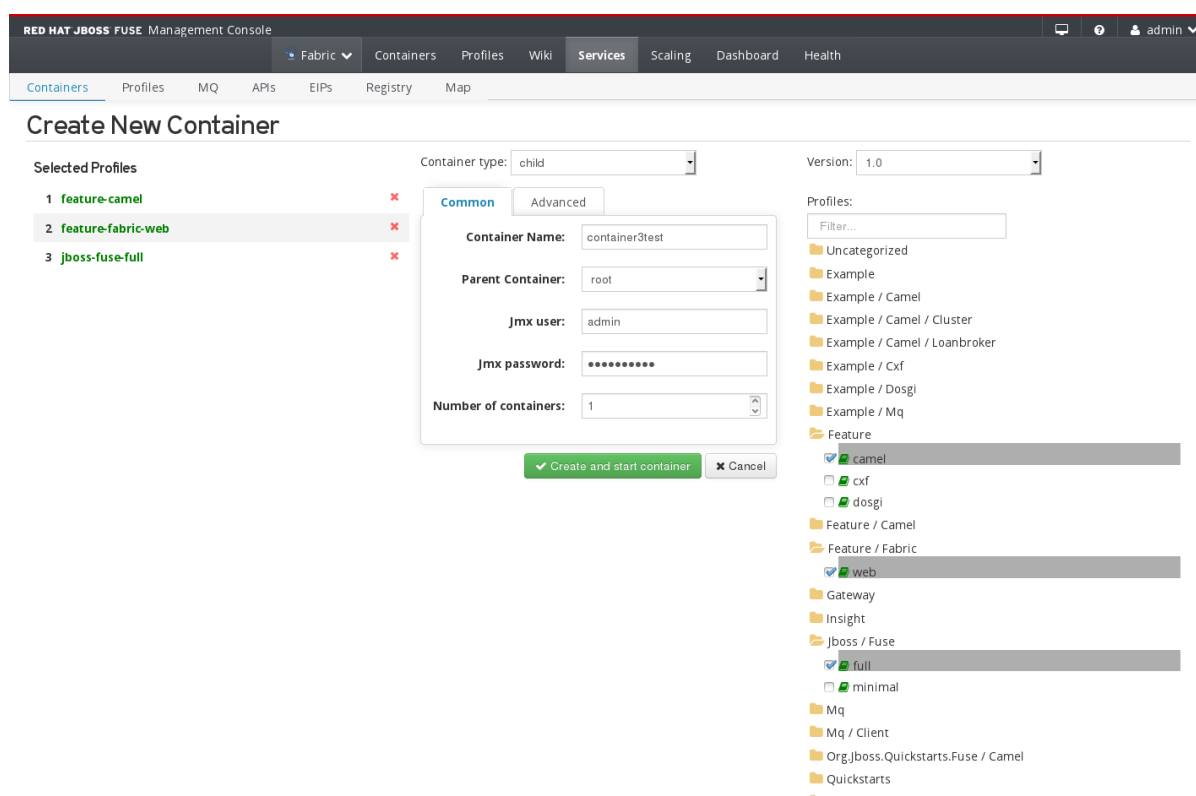 RED HAT JBOSS FUSE Management Console
admin
Fabric Containers Profiles Wiki Services Scaling Dashboard Health
Containers Profiles MQ APIs EIPs Registry Map
Create New Container
Selected Profiles
1 feature-camel
2 feature-fabric-web
3 jboss-fuse-full
Container type: child
Common Advanced
Container Name: container3test
Parent Container: root
Jmx user: admin
Jmx password: ●●●●●●●●●●
Number of containers: 1
Create and start container Cancel
Version: 1.0
Profiles:
Filter...
Uncategorized
Example
Example / Camel
Example / Camel / Cluster
Example / Camel / Loanbroker
Example / Cxf
Example / Dosgi
Example / Mq
Feature
camel
cxf
dosgi
Feature / Camel
Feature / Fabric
web
Gateway
Insight
Jboss / Fuse
full
minimal
Mq
Mq / Client
Org.Jboss.Quickstarts.Fuse / Camel
Quickstarts